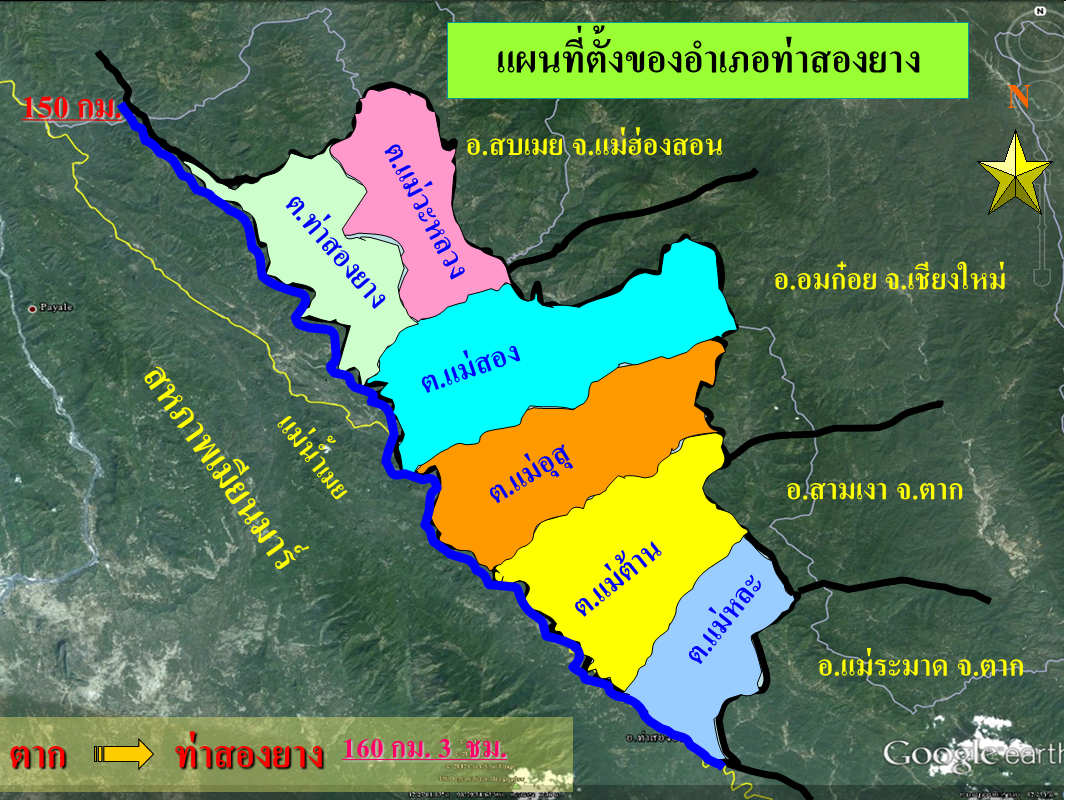 แผนที่ตั้งของอำเภอท่าสองยาง
N
N
150 กม.
อ.สบเมย จ.แม่ฮ่องสอน
ต.แม่วะหลวง
ต.ท่าสองยาง
อ.อมก๋อย จ.เชียงใหม่
Payale
ต.แม่สอง
สหภาพเมียนมาร์
แม่น้ำเมย
ต.แม่อุสุ
อ.สามเงา จ.ตาก
ต.แม่ต้าน
ต.แม่หละ
อ.แม่ระมาด จ.ตาก
ตาก
ท่าสองยาง
160 กม. 3 ชม.
Google earth